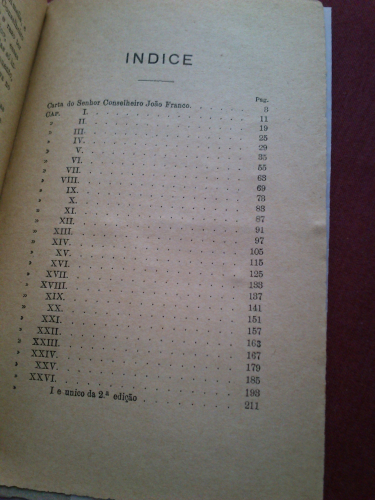 INDICE
Pag.
Carta do Senhor Conselheiro João Franco. . . . . . . 3
CAP. I. . . . . . . 11
» II. . . . . . . 19
» III. . . . . . . 25
» IV. . . . . . . 29
» V. . . . . . . 35
» VI. . . . . . . 55
» VII. . . . . . . 63
» VIII. . . . . . . 69
» IX. . . . . . . 73
» X. . . . . . . 83
» XI. . . . . . . 87
» XII. . . . . . . 91
» XIII. . . . . . . 97
» XIV. . . . . . . 105
» XV. . . . . . . 115
» XVI. . . . . . . 125
» XVII. . . . . . . 133
» XVIII. . . . . . . 137
» XIX. . . . . . . 141
» XX. . . . . . . 151
» XXI. . . . . . . 157
» XXII. . . . . . . 163
» XXIII. . . . . . . 167
» XXIV. . . . . . . 179
» XXV. . . . . . . 185
» XXVI. . . . . . . 193
» I e unico da 2.ª edição . . . . . . 211